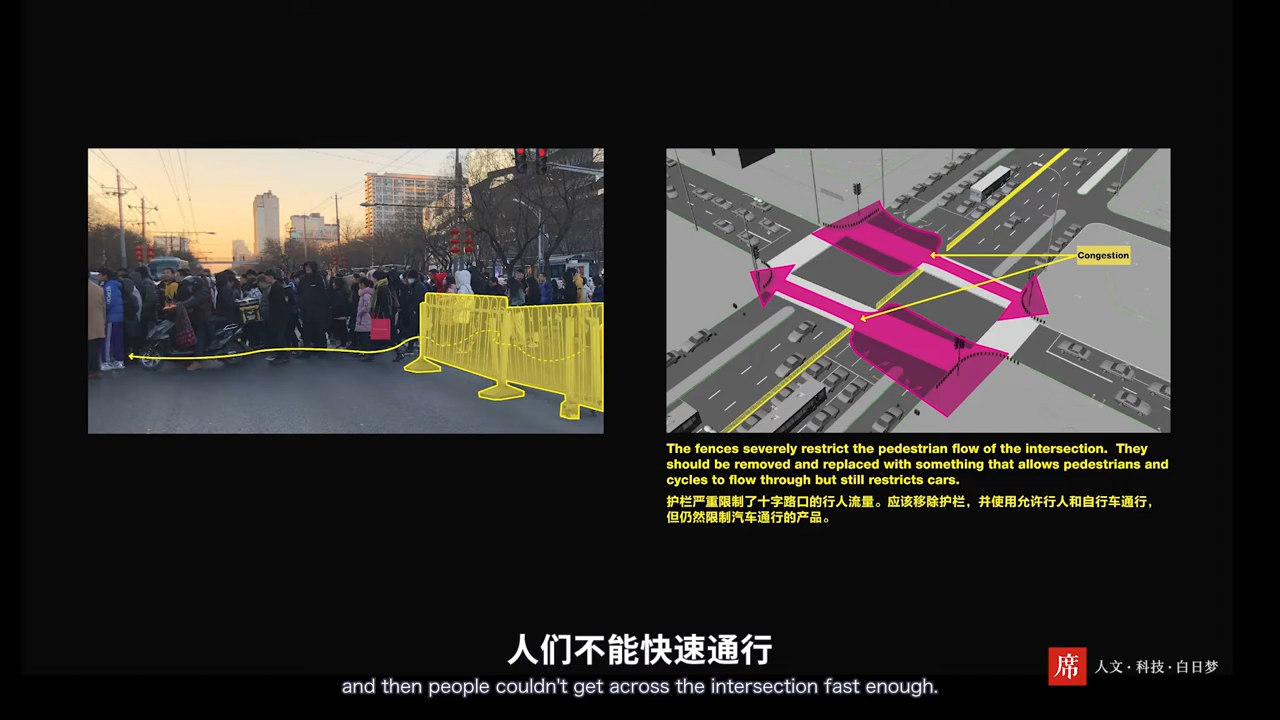 Congestion
The fences severely restrict the pedestrian flow of the intersection. They
should be removed and replaced with something that allows pedestrians and
cycles to flow through but still restricts cars.
护栏严重限制了十字路口的行人流量。应该移除护栏，并使用允许行人和自行车通行，
但仍然限制汽车通行的产品。
人们不能快速通行
and then people couldn't get across the intersection fast enough.
席 人文·科技·白日梦